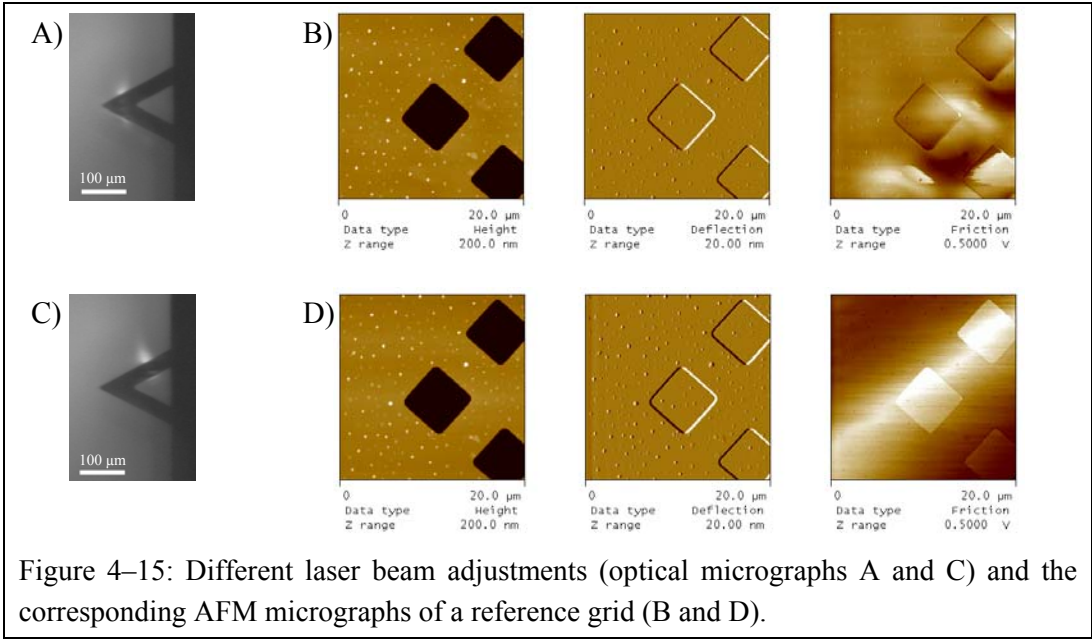 A)
B)
100 µm
0 20.0 µm
Data type Height
Z range 200.0 nm
0 20.0 µm
Data type Deflection
Z range 20.00 nm
0 20.0 µm
Data type Friction
Z range 0.5000 V
C)
D)
100 µm
0 20.0 µm
Data type Height
Z range 200.0 nm
0 20.0 µm
Data type Deflection
Z range 20.00 nm
0 20.0 µm
Data type Friction
Z range 0.5000 V
Figure 4–15: Different laser beam adjustments (optical micrographs A and C) and the
corresponding AFM micrographs of a reference grid (B and D).